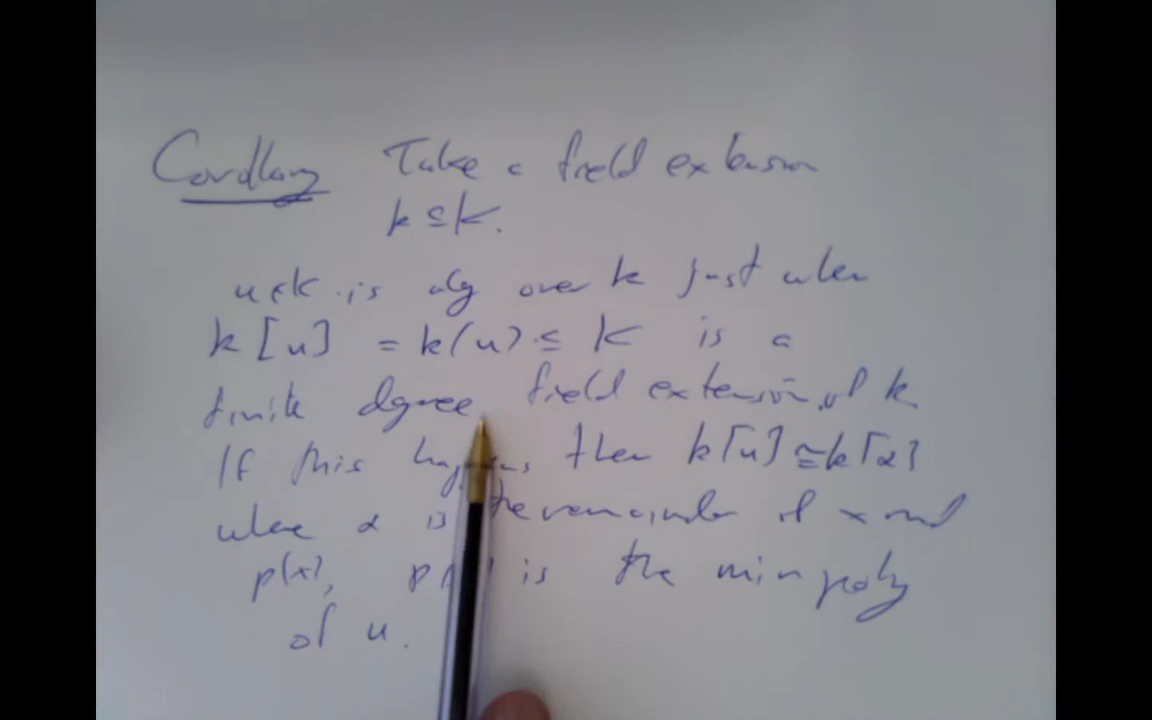 Corollary Take a field extension
k ⊆ K.
u ∈ K is alg over k just when
k[u] = k(u) ⊆ K is a
finite degree field extension of k
If this then k[u] ≅ k[α]
where α is the remainder of x mod
p(x), is the min poly
of u.